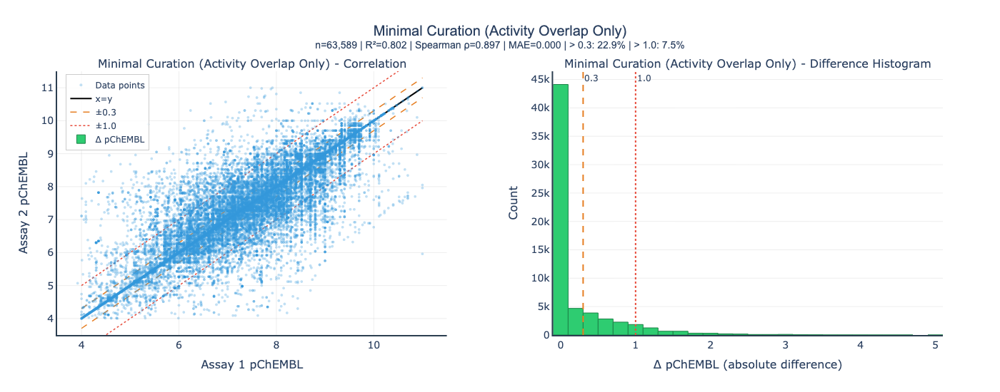 Minimal Curation (Activity Overlap Only)
n=63,589 | R²=0.802 | Spearman ρ=0.897 | MAE=0.000 | > 0.3: 22.9% | > 1.0: 7.5%
Minimal Curation (Activity Overlap Only) - Correlation
Data points
x=y
±0.3
±1.0
Δ pChEMBL
11
10
9
8
7
6
5
4
Assay 2 pChEMBL
4 6 8 10
Assay 1 pChEMBL
Minimal Curation (Activity Overlap Only) - Difference Histogram
0.3 1.0
45k
40k
35k
30k
25k
20k
15k
10k
5k
0
Count
0 1 2 3 4 5
Δ pChEMBL (absolute difference)